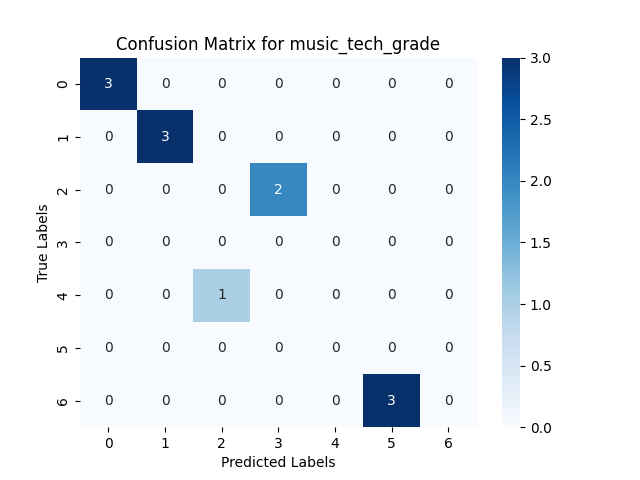 Confusion Matrix for music_tech_grade
True Labels
0 3 0 0 0 0 0 0
1 0 3 0 0 0 0 0
2 0 0 0 2 0 0 0
3 0 0 0 0 0 0 0
4 0 0 1 0 0 0 0
5 0 0 0 0 0 0 0
6 0 0 0 0 0 3 0
0 1 2 3 4 5 6
Predicted Labels
3.0
2.5
2.0
1.5
1.0
0.5
0.0